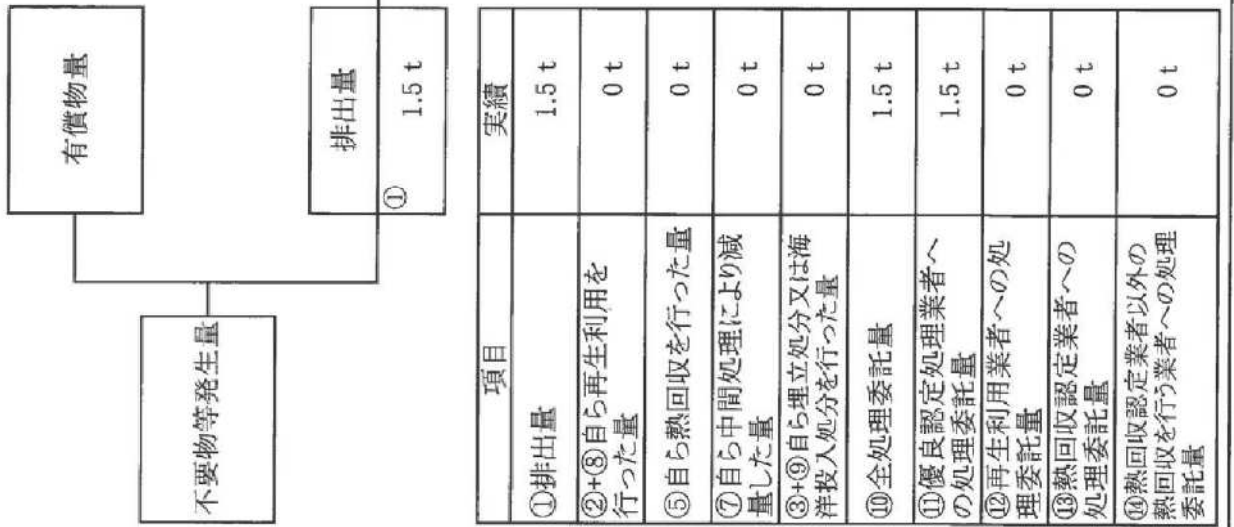 不要物等発生量
有償物量
排出量
①
1.5 t
項目
実績
①排出量
1.5 t
②+⑧自ら再生利用を
行った量
0 t
⑤自ら熱回収を行った量
0 t
⑦自ら中間処理により減
量した量
0 t
③+⑨自ら埋立処分又は海
洋投入処分を行った量
0 t
⑩全処理委託量
1.5 t
⑪優良認定処理業者へ
の処理委託量
1.5 t
⑫再生利用業者への処
理委託量
0 t
⑬熱回収認定業者への
処理委託量
0 t
⑭熱回収認定業者以外の
熱回収を行う業者への処理
委託量
0 t